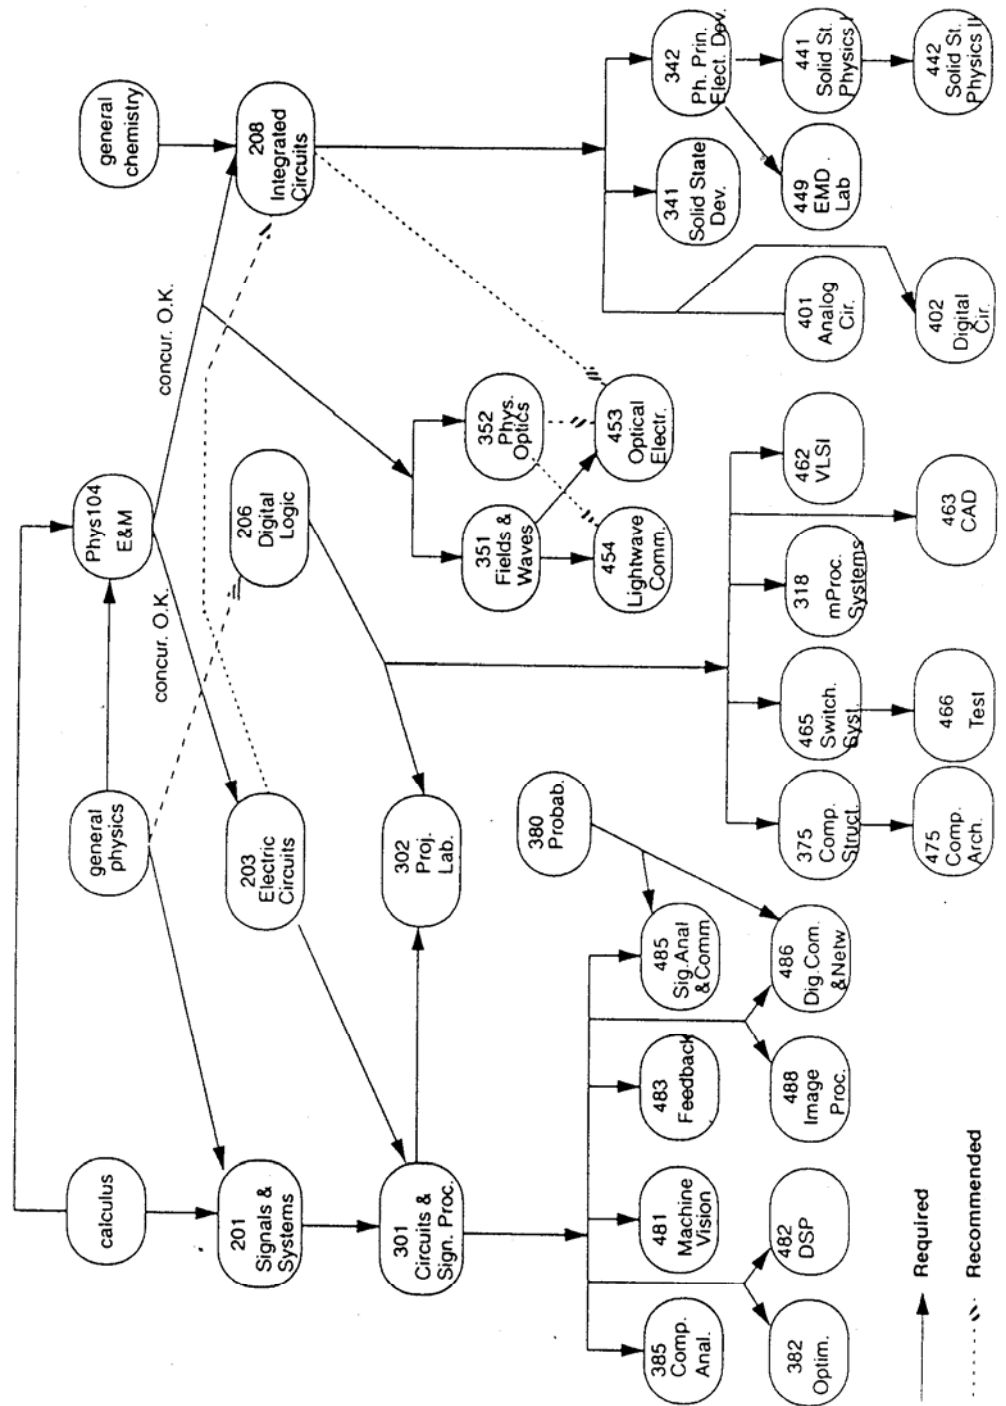 calculus
general
physics
Phys104
E&M
general
chemistry
concur. O.K.
concur. O.K.
201
Signals &
Systems
203
Electric
Circuits
206
Digital
Logic
208
Integrated
Circuits
301
Circuits &
Sign. Proc.
302
Proj.
Lab.
351
Fields &
Waves
352
Phys.
Optics
380
Probab.
454
Lightwave
Comm.
453
Optical
Electr.
385
Comp.
Anal.
481
Machine
Vision
483
Feedback
485
Sig.Anal
&Comm
341
Solid State
Dev.
342
Ph. Prin.
Elect. Dev.
382
Optim.
482
DSP
488
Image
Proc.
486
Dig.Com.
&Netw
375
Comp.
Struct.
465
Switch.
Syst.
318
mProc.
Systems
462
VLSI
401
Analog
Cir.
449
EMD.
Lab
441
Solid St.
Physics I
475
Comp.
Arch.
466
Test
463
CAD
402
Digital
Cir.
442
Solid St.
Physics II
Required
Recommended